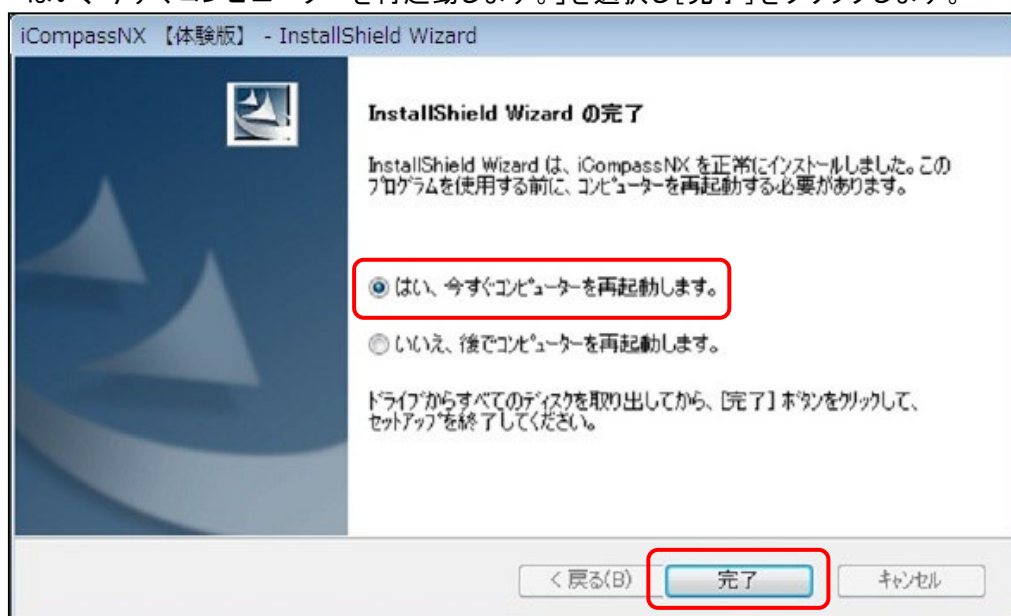 はい、今すぐコンピューターを再起動します。」を選択し[完了]をクリックします。
iCompassNX 【体験版】 - InstallShield Wizard
InstallShield Wizard の完了
InstallShield Wizard は、iCompassNX を正常にインストールしました。この
プログラムを使用する前に、コンピューターを再起動する必要があります。
はい、今すぐコンピューターを再起動します。
いいえ、後でコンピューターを再起動します。
ドライブからすべてのディスクを取り出してから、[完了] ボタンをクリックして、
セットアップを終了してください。
< 戻る(B)
完了
キャンセル